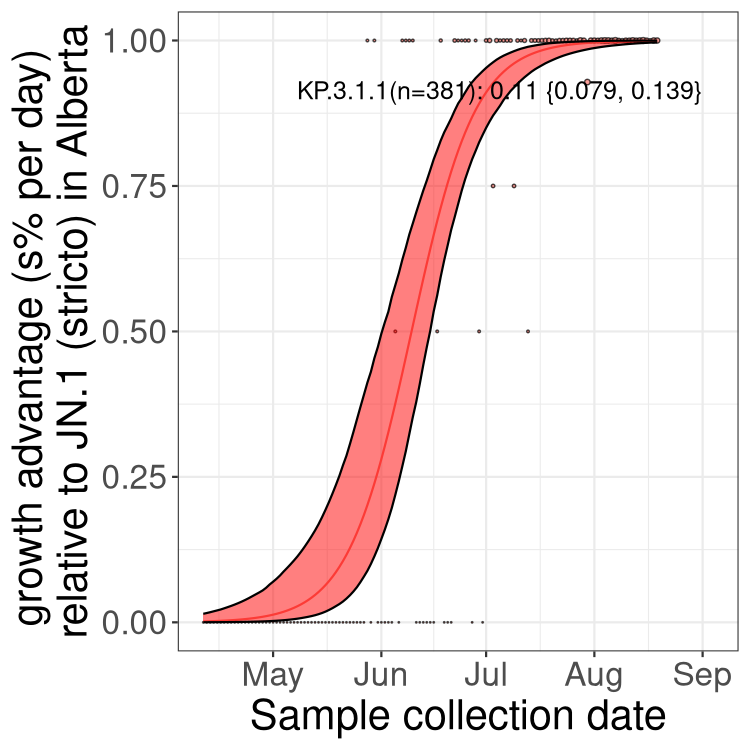 growth advantage (s% per day)
relative to JN.1 (stricto) in Alberta
1.00
0.75
0.50
0.25
0.00
KP.3.1.1(n=381): 0.11 {0.079, 0.139}
May Jun Jul Aug Sep
Sample collection date